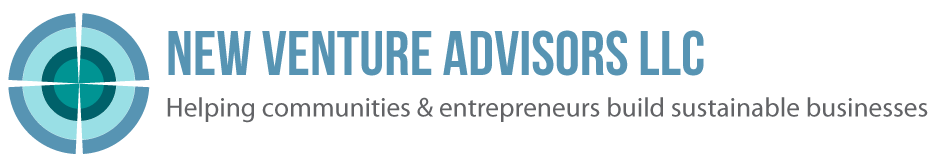 NEW VENTURE ADVISORS LLC
Helping communities & entrepreneurs build sustainable businesses